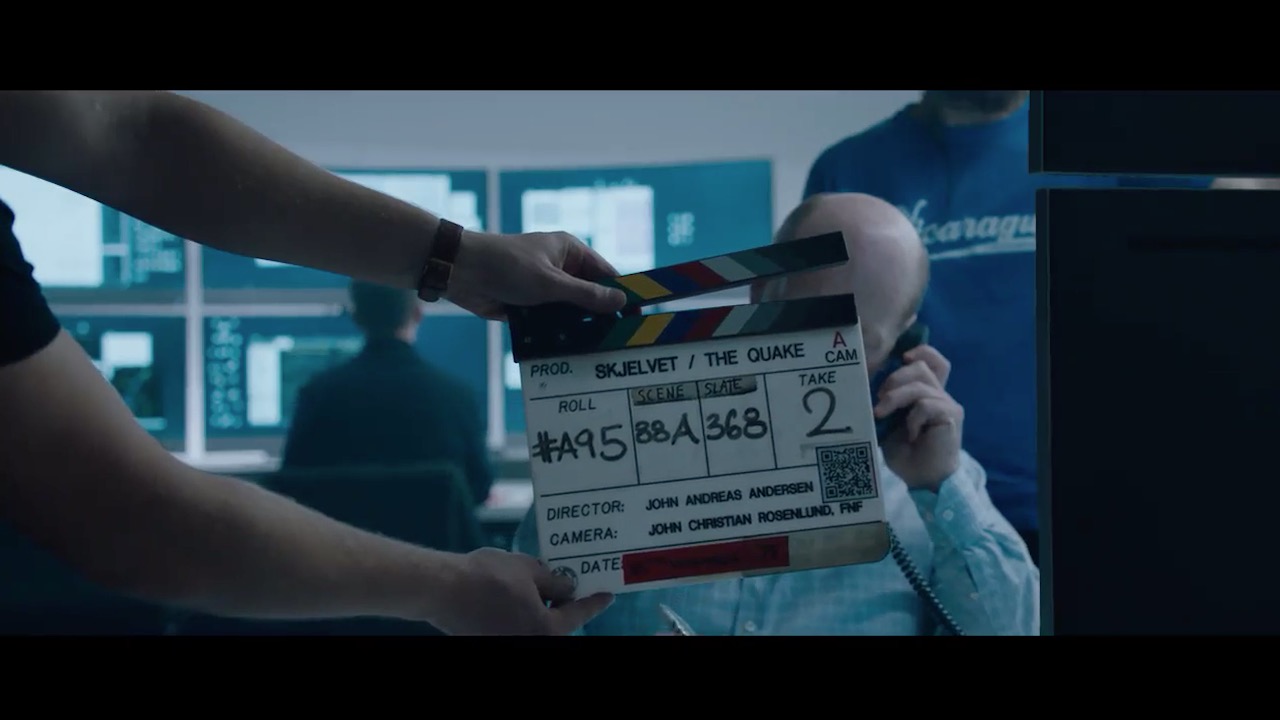 Nicaragu
PROD. SKJELVET / THE QUAKE
A
CAM
ROLL SCENE SLATE TAKE
#A95 88A 368 2
DIRECTOR: JOHN ANDREAS ANDERSEN
CAMERA: JOHN CHRISTIAN ROSENLUND, FNF
DATE: